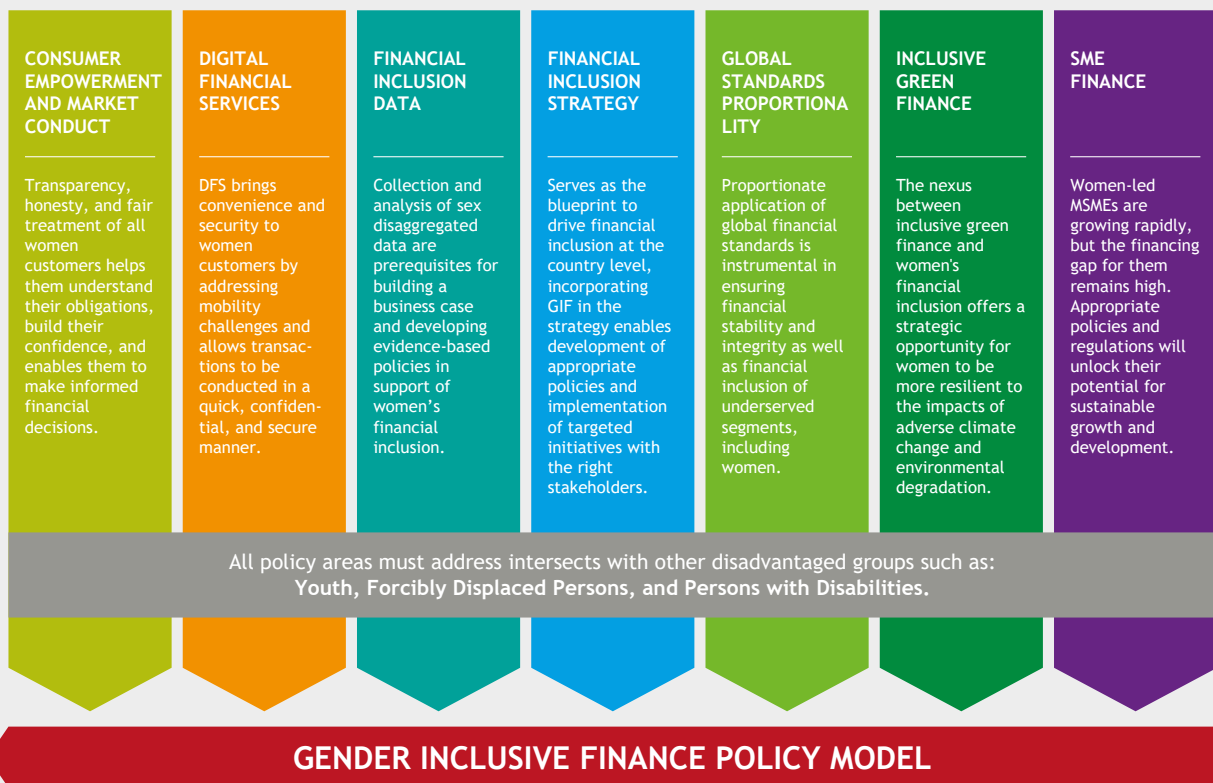 CONSUMER
EMPOWERMENT
AND MARKET
CONDUCT
Transparency,
honesty, and fair
treatment of all
women
customers helps
them understand
their obligations,
build their
confidence, and
enables them to
make informed
financial
decisions.
DIGITAL
FINANCIAL
SERVICES
DFS brings
convenience and
security to
women
customers by
addressing
mobility
challenges and
allows transac-
tions to be
conducted in a
quick, confiden-
tial, and secure
manner.
FINANCIAL
INCLUSION
DATA
Collection and
analysis of sex
disaggregated
data are
prerequisites for
building a
business case
and developing
evidence-based
policies in
support of
women’s
financial
inclusion.
FINANCIAL
INCLUSION
STRATEGY
Serves as the
blueprint to
drive financial
inclusion at the
country level,
incorporating
GIF in the
strategy enables
development of
appropriate
policies and
implementation
of targeted
initiatives with
the right
stakeholders.
GLOBAL
STANDARDS
PROPORTIONA
LITY
Proportionate
application of
global financial
standards is
instrumental in
ensuring
financial
stability and
integrity as well
as financial
inclusion of
underserved
segments,
including
women.
INCLUSIVE
GREEN
FINANCE
The nexus
between
inclusive green
finance and
women's
financial
inclusion offers a
strategic
opportunity for
women to be
more resilient to
the impacts of
adverse climate
change and
environmental
degradation.
SME
FINANCE
Women-led
MSMEs are
growing rapidly,
but the financing
gap for them
remains high.
Appropriate
policies and
regulations will
unlock their
potential for
sustainable
growth and
development.
All policy areas must address intersects with other disadvantaged groups such as:
Youth, Forcibly Displaced Persons, and Persons with Disabilities.
GENDER INCLUSIVE FINANCE POLICY MODEL